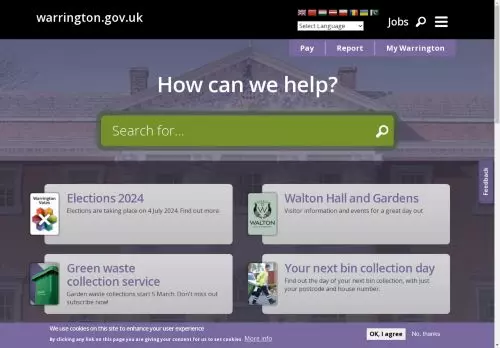 warrington.gov.uk
Select Language
Jobs
Pay
Report
My Warrington
How can we help?
Search for...
Feedback
Warrington
Votes
Elections 2024
Elections are taking place on 4 July 2024. Find out more.
WALTON
Walton Hall and Gardens
Visitor information and events for a great day out
Green waste
collection service
Garden waste collections start 5 March. Don't miss out
subscribe now!
Your next bin collection day
Find out the day of your next bin collection, with just
your postcode and house number.
We use cookies on this site to enhance your user experience
By clicking any link on this page you are giving your consent for us to set cookies. More info
OK, I agree
No, thanks